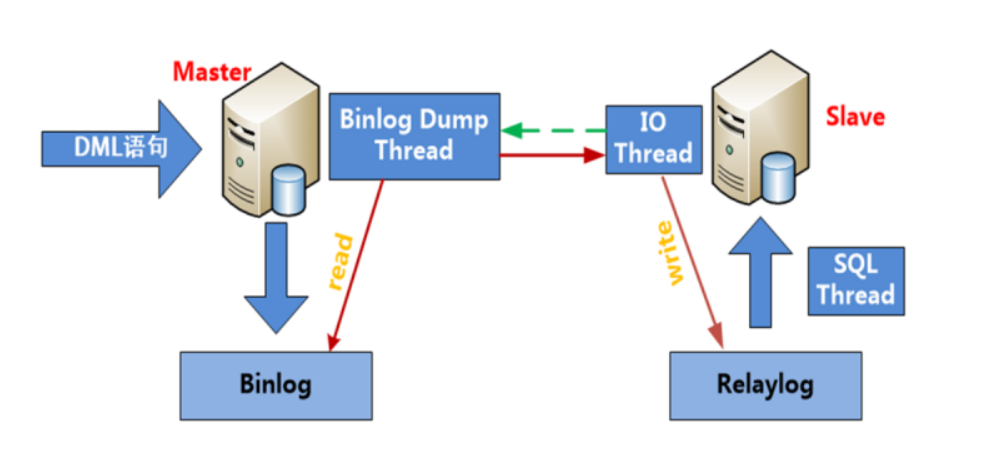 Master
DML语句
Binlog Dump
Thread
IO
Thread
Slave
read
write
SQL
Thread
Binlog
Relaylog